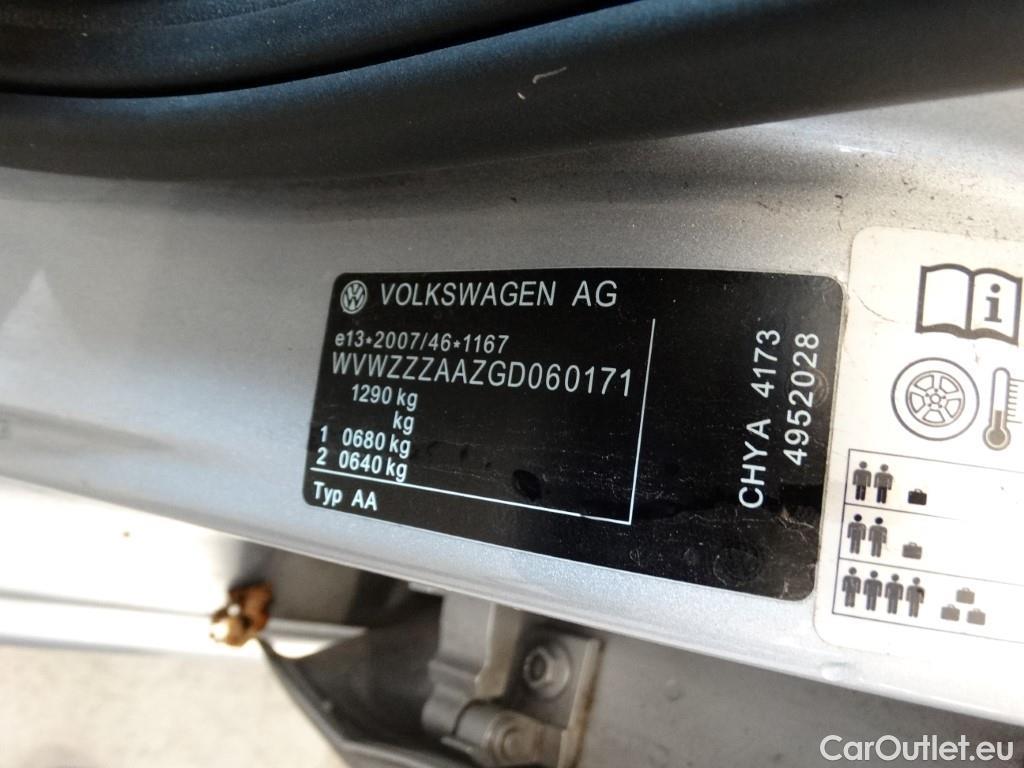 VOLKSWAGEN AG
e13*2007/46*1167
WVWZZZAAZGD060171
1290 kg
kg
1 0680 kg
2 0640 kg
Typ AA
CHYA 4173
4952028
CarOutlet.eu